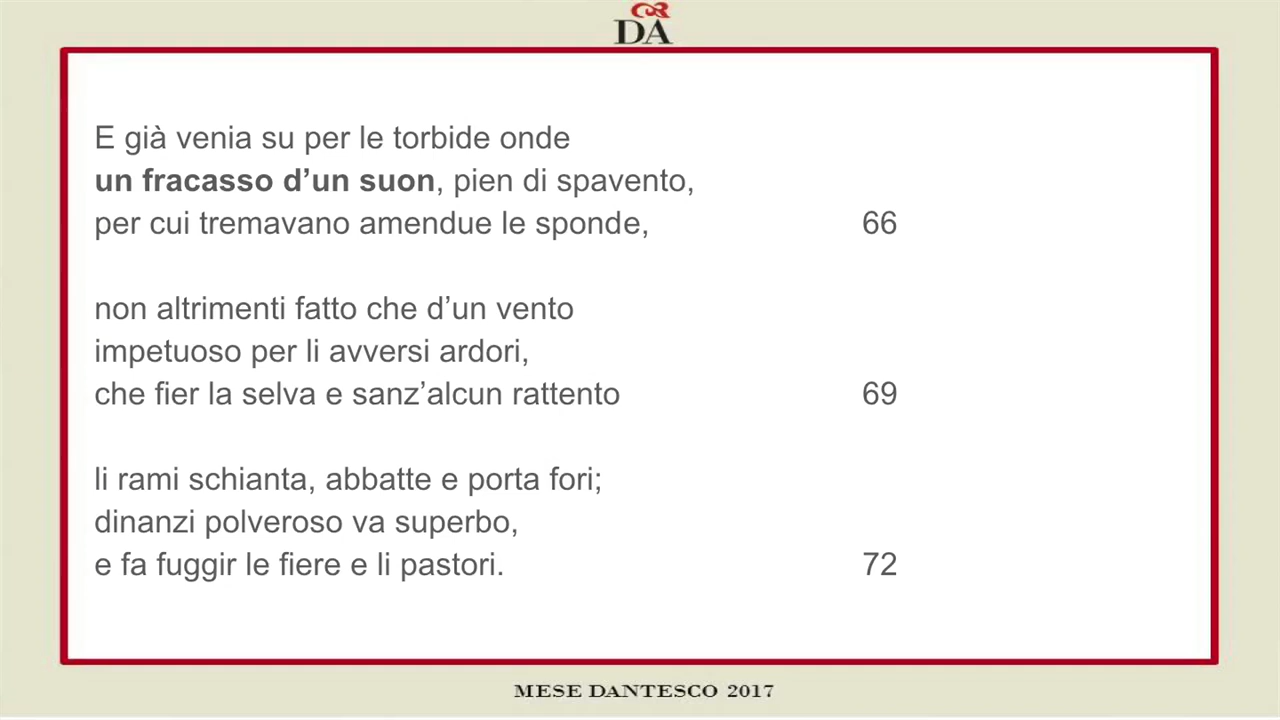 DA
E già venia su per le torbide onde
un fracasso d’un suon, pien di spavento,
per cui tremavano amendue le sponde, 66
non altrimenti fatto che d’un vento
impetuoso per li avversi ardori,
che fier la selva e sanz’alcun rattento 69
li rami schianta, abbatte e porta fori;
dinanzi polveroso va superbo,
e fa fuggir le fiere e li pastori. 72
MESE DANTESCO 2017